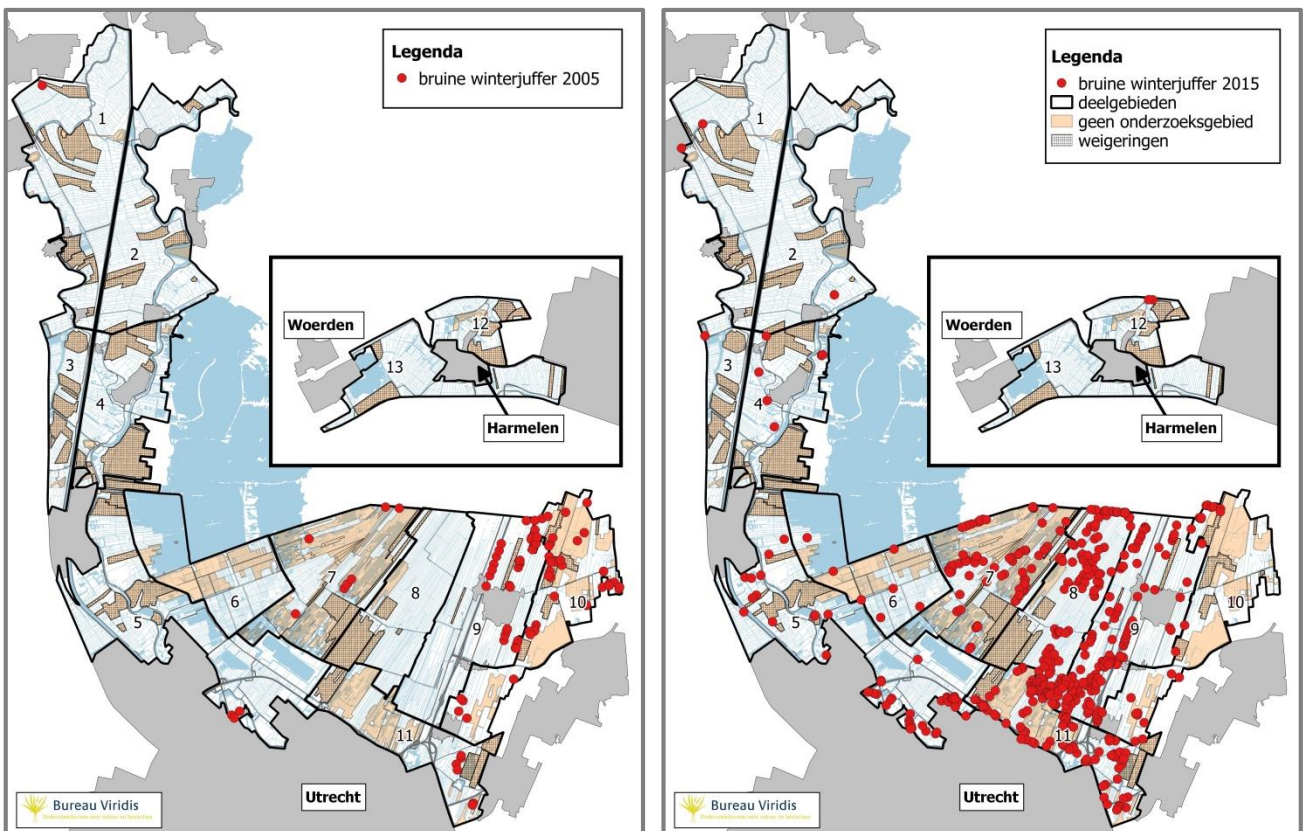 Legenda
bruine winterjuffer 2005
1
2
3
4
Woerden
12
13
Harmelen
5
6
7
8
9
10
11
Utrecht
Bureau Viridis
Legenda
bruine winterjuffer 2015
deelgebieden
geen onderzoeksgebied
weigeringen
1
2
3
4
Woerden
12
13
Harmelen
5
6
7
8
9
10
11
Utrecht
Bureau Viridis